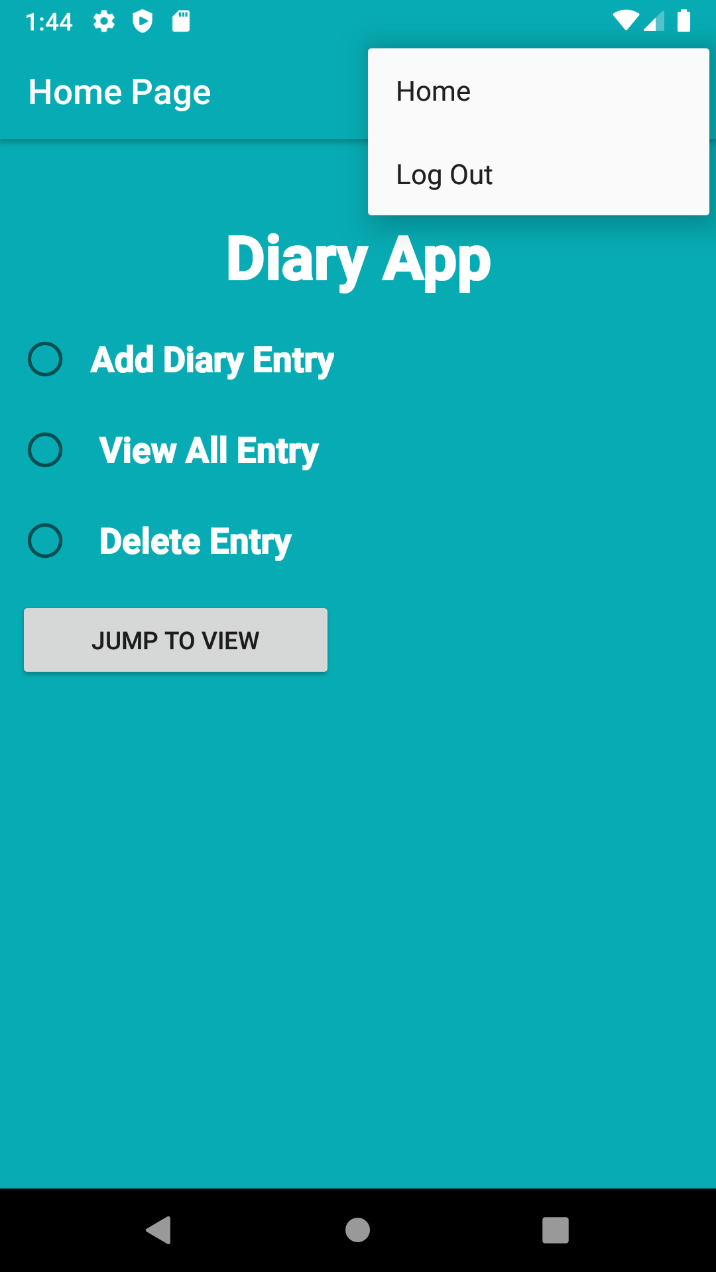 1:44
Home Page
Home
Log Out
Diary App
Add Diary Entry
View All Entry
Delete Entry
JUMP TO VIEW